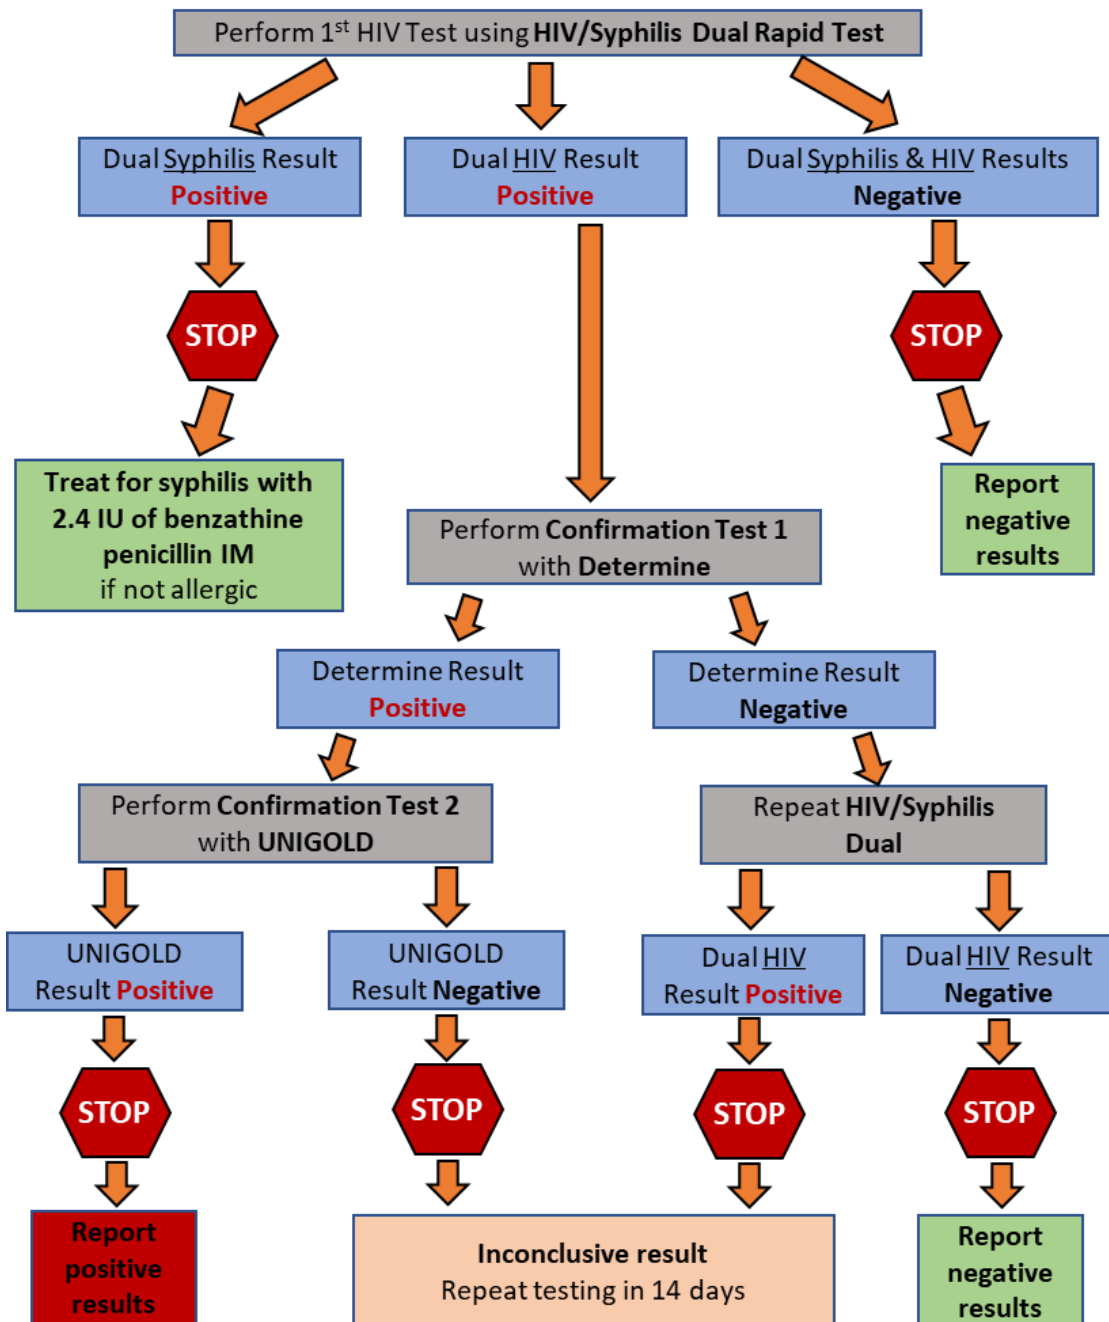 Perform 1st HIV Test using HIV/Syphilis Dual Rapid Test
Dual Syphilis Result
Positive
Dual HIV Result
Positive
Dual Syphilis & HIV Results
Negative
STOP
STOP
Treat for syphilis with
2.4 IU of benzathine
penicillin IM
if not allergic
Report
negative
results
Perform Confirmation Test 1
with Determine
Determine Result
Positive
Determine Result
Negative
Perform Confirmation Test 2
with UNIGOLD
Repeat HIV/Syphilis
Dual
UNIGOLD
Result Positive
UNIGOLD
Result Negative
Dual HIV
Result Positive
Dual HIV Result
Negative
STOP
STOP
STOP
STOP
Report
positive
results
Inconclusive result
Repeat testing in 14 days
Report
negative
results